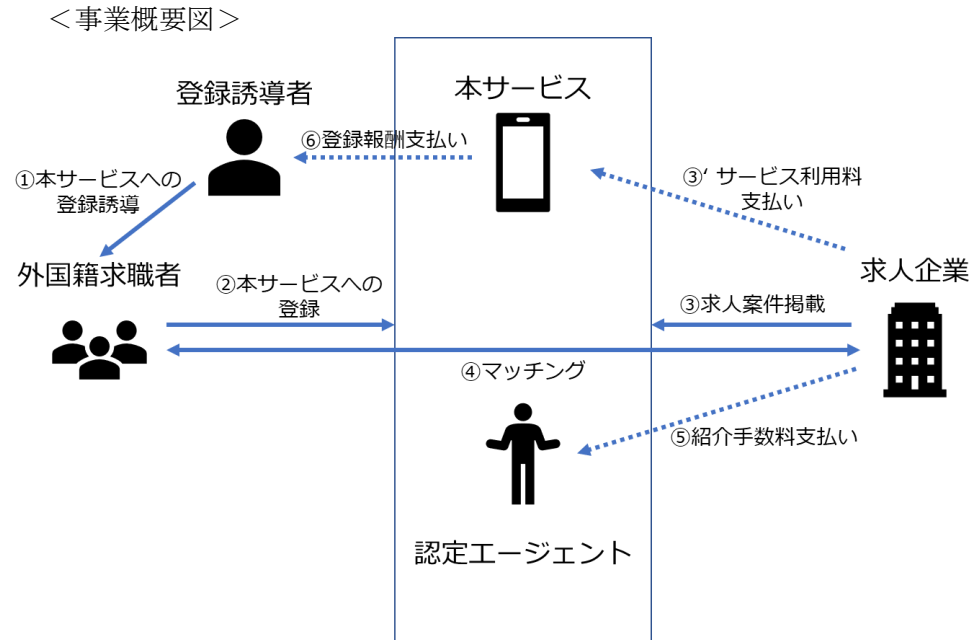 ＜事業概要図＞
登録誘導者
本サービス
⑥登録報酬支払い
①本サービスへの
登録誘導
③‘ サービス利用料
支払い
外国籍求職者
②本サービスへの
登録
③求人案件掲載
求人企業
④マッチング
⑤紹介手数料支払い
認定エージェント